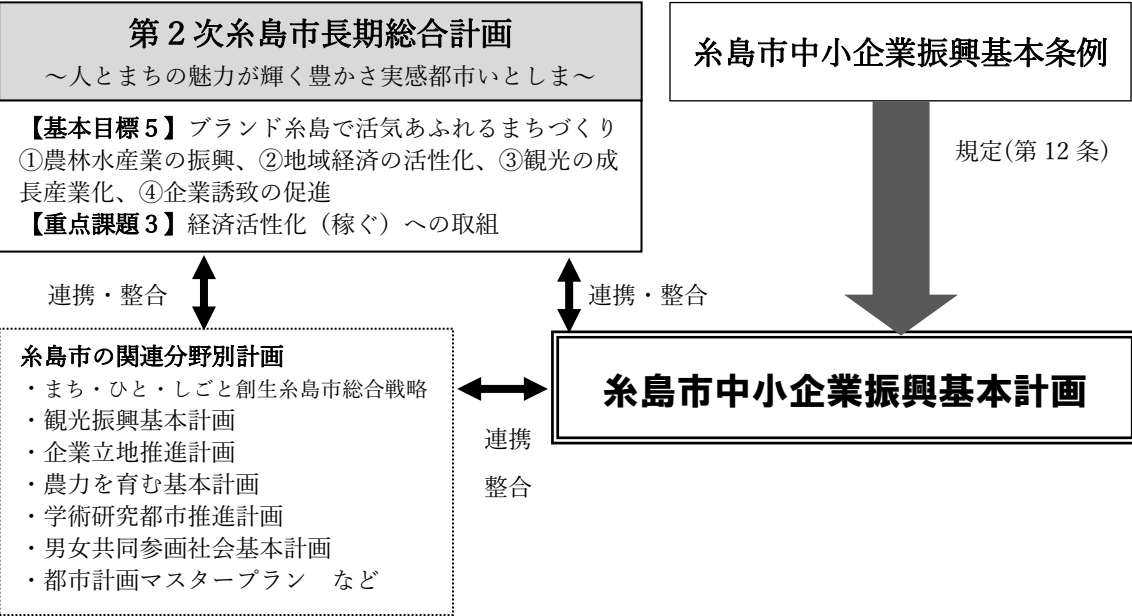 第２次糸島市長期総合計画
～人とまちの魅力が輝く豊かさ実感都市いとしま～
【基本目標５】ブランド糸島で活気あふれるまちづくり
①農林水産業の振興、②地域経済の活性化、③観光の成
長産業化、④企業誘致の促進
【重点課題３】経済活性化（稼ぐ）への取組
糸島市中小企業振興基本条例
規定(第 12 条)
連携・整合
連携・整合
糸島市の関連分野別計画
・まち・ひと・しごと創生糸島市総合戦略
・観光振興基本計画
・企業立地推進計画
・農力を育む基本計画
・学術研究都市推進計画
・男女共同参画社会基本計画
・都市計画マスタープラン　など
連携
整合
糸島市中小企業振興基本計画